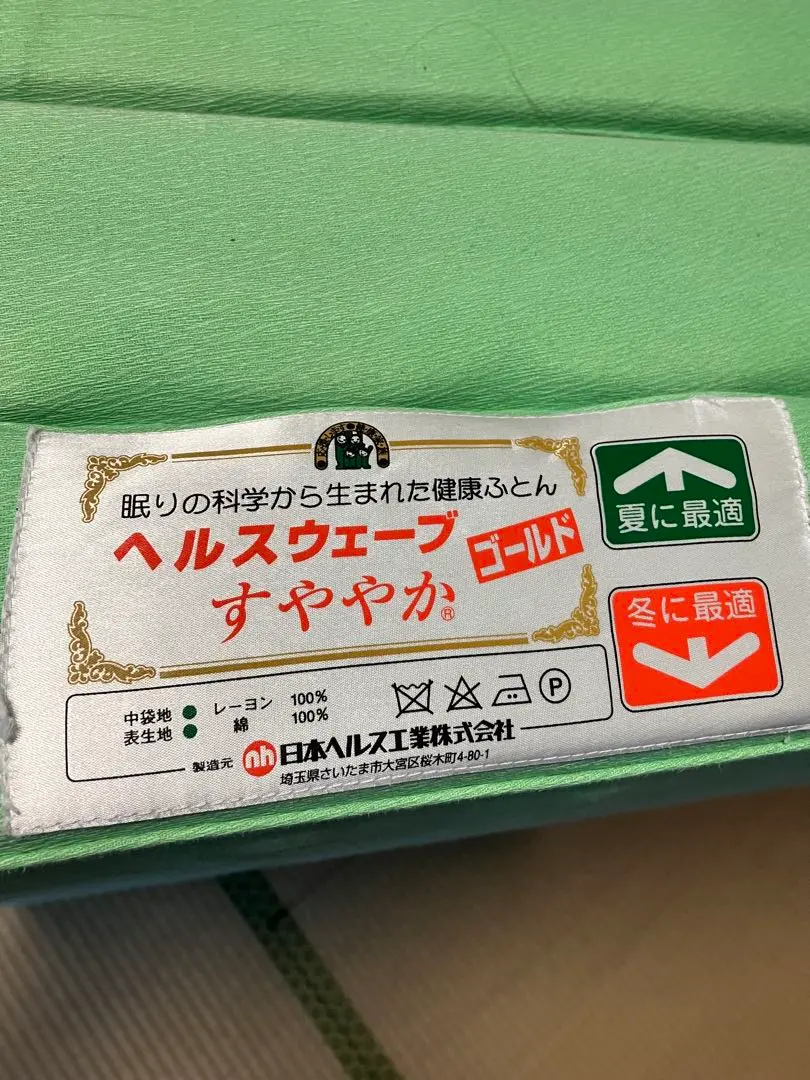 眠りの科学から生まれた健康ふとん
ヘルスウェーブ ゴールド
すややか®
夏に最適
冬に最適
中袋地 ● レーヨン 100%
表生地 ● 綿 100%
P
製造元 nh 日本ヘルス工業株式会社
埼玉県さいたま市大宮区桜木町4-80-1